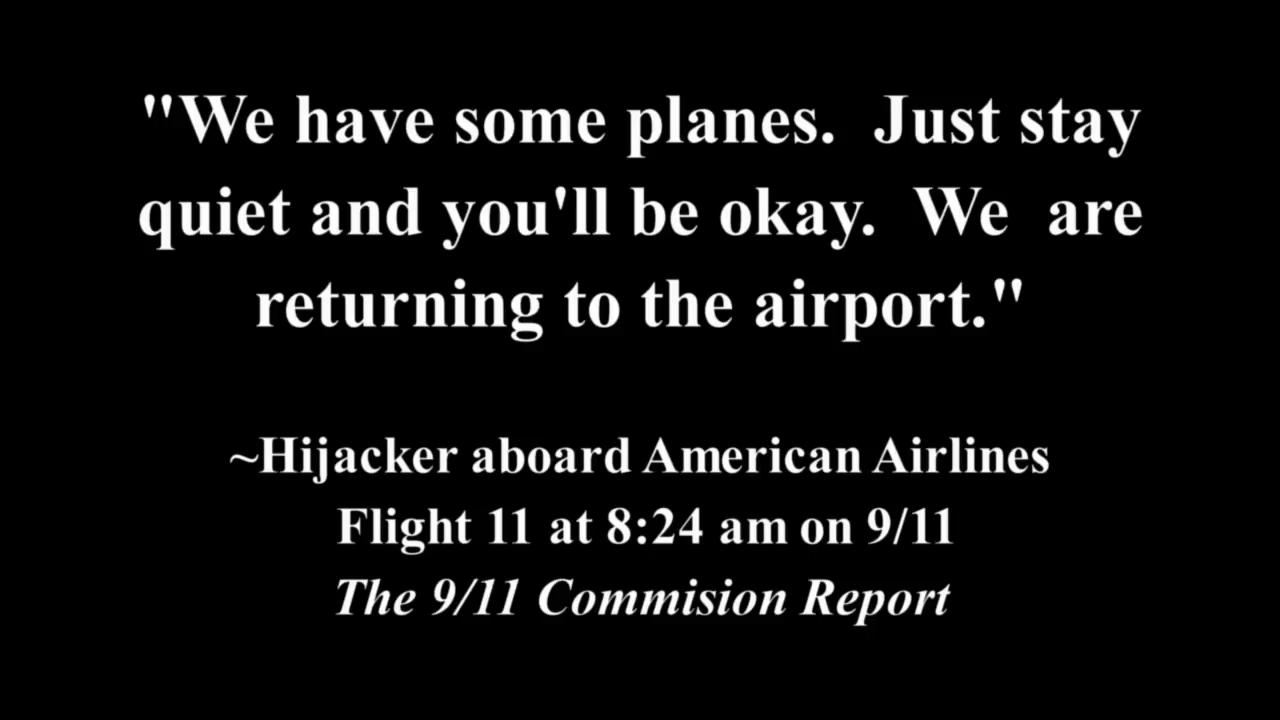 "We have some planes.  Just stay
quiet and you'll be okay.  We  are
returning to the airport."
~Hijacker aboard American Airlines
Flight 11 at 8:24 am on 9/11
The 9/11 Commision Report